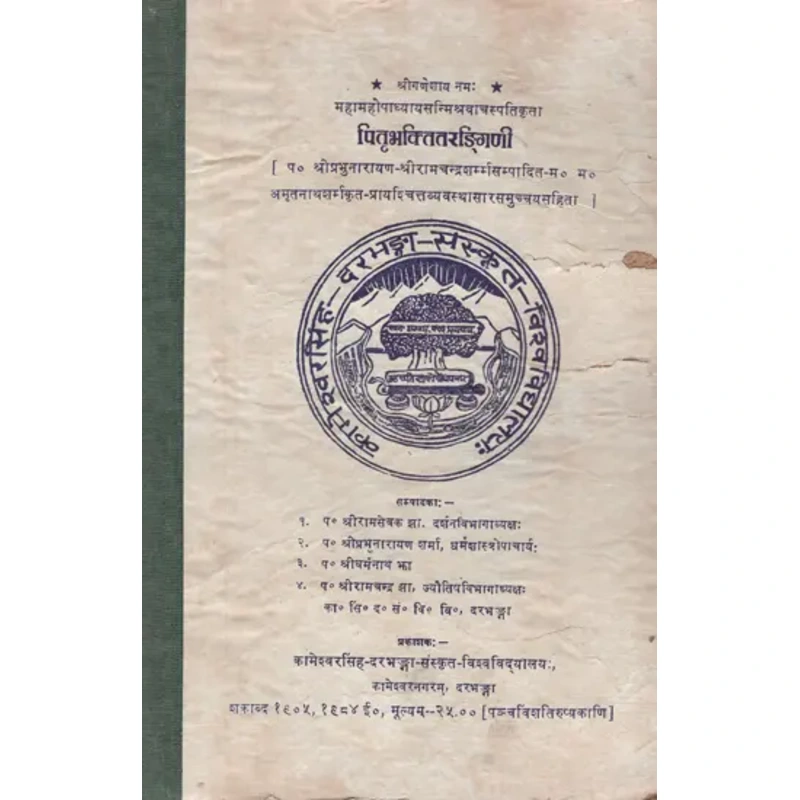 ★ श्रीगणेशाय नमः ★
महामहोपाध्यायसन्मिश्रवाचस्पतिकृता
पितृभक्तितरङ्गिणी
[ प० श्रीप्रभुनारायण-श्रीरामचन्द्रशर्म्मसम्पादित-म० म०
अमृतनाथशर्मकृत-प्रायश्चित्तव्यवस्थासारसमुच्चयसहिता ]
कामेश्वरसिंह-दरभङ्गा-संस्कृत-विश्वविद्यालयः
सम्पादकाः—
१. प० श्रीरामसेवक झा. दर्शनविभागाध्यक्षः
२. प० श्रीप्रभूनारायण शर्मा, धर्मशास्त्रोपाचार्यः
३. प० श्रीधर्मनाथ झा
४. प० श्रीरामचन्द्र झा, ज्यौतिषविभागाध्यक्षः
का० सि० द० सं० वि० वि०, दरभङ्गा
प्रकाशकः—
कामेश्वरसिंह-दरभङ्गा-संस्कृत-विश्वविद्यालयः,
कामेश्वरनगरम्, दरभङ्गा
शकाब्द १९०५, १९८४ ई०, मूल्यम्--२५.०० [पञ्चविंशतिरुप्यकाणि]